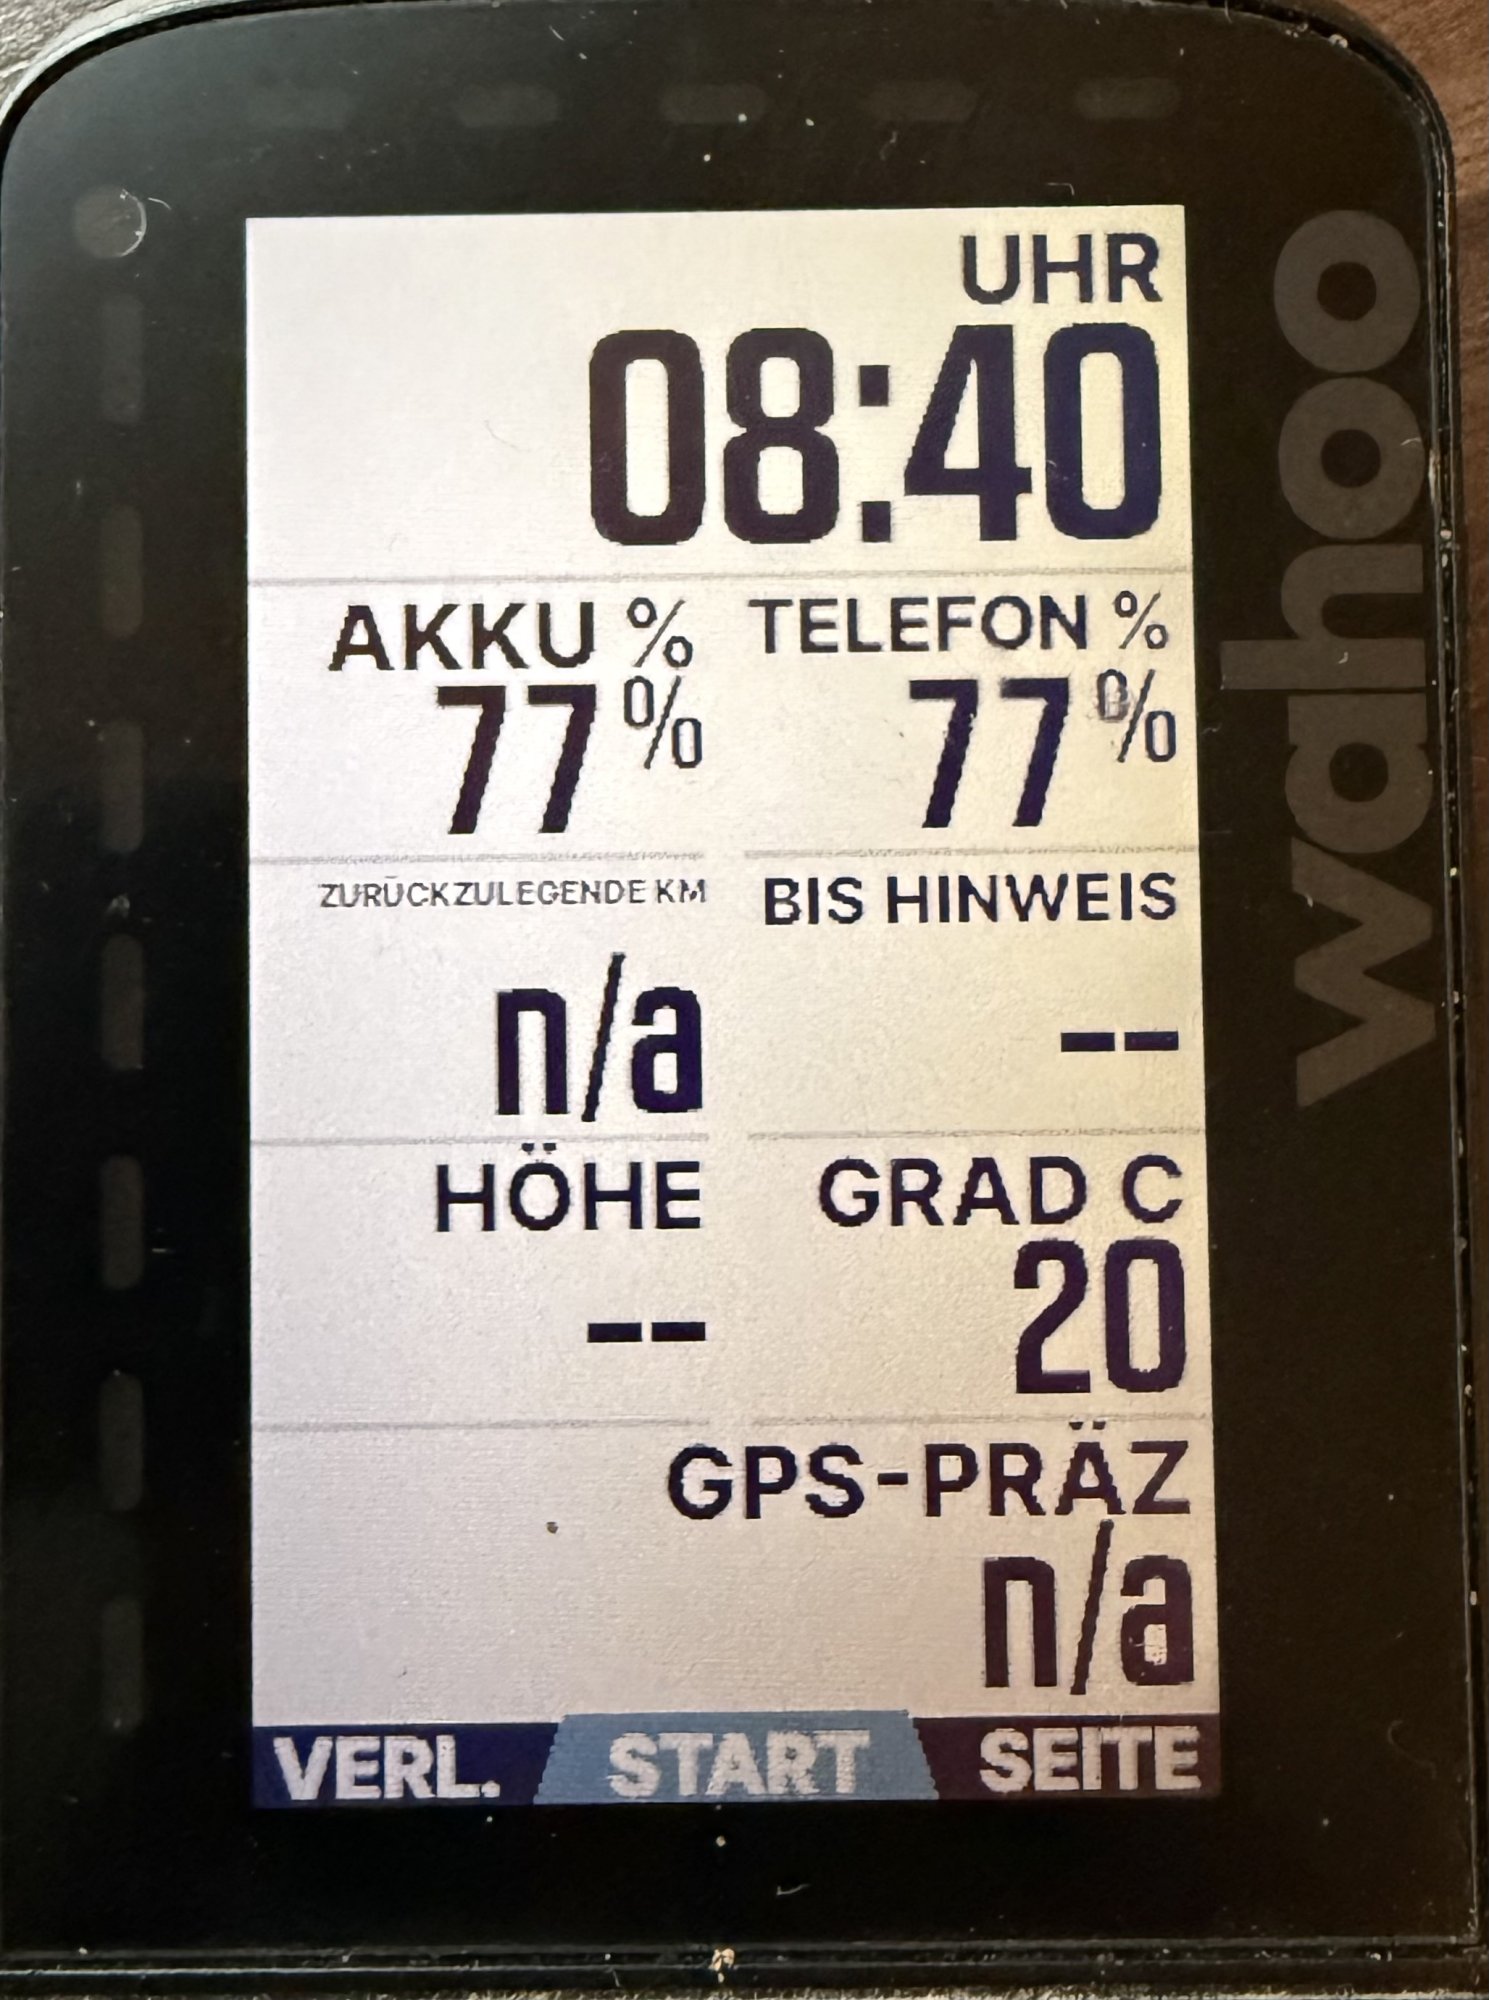 UHR
08:40
AKKU % TELEFON %
77% 77%
ZURÜCKZULEGENDE KM BIS HINWEIS
n/a --
HÖHE GRAD C
-- 20
GPS-PRÄZ
n/a
VERL. START SEITE
wahoo